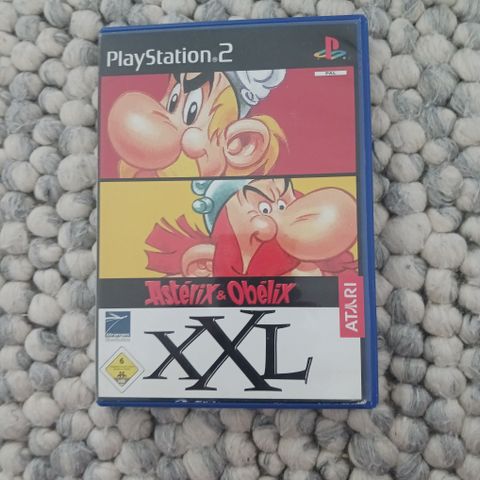 PlayStation®2
PAL
Astérix & Obélix
XXL
ATARI
6